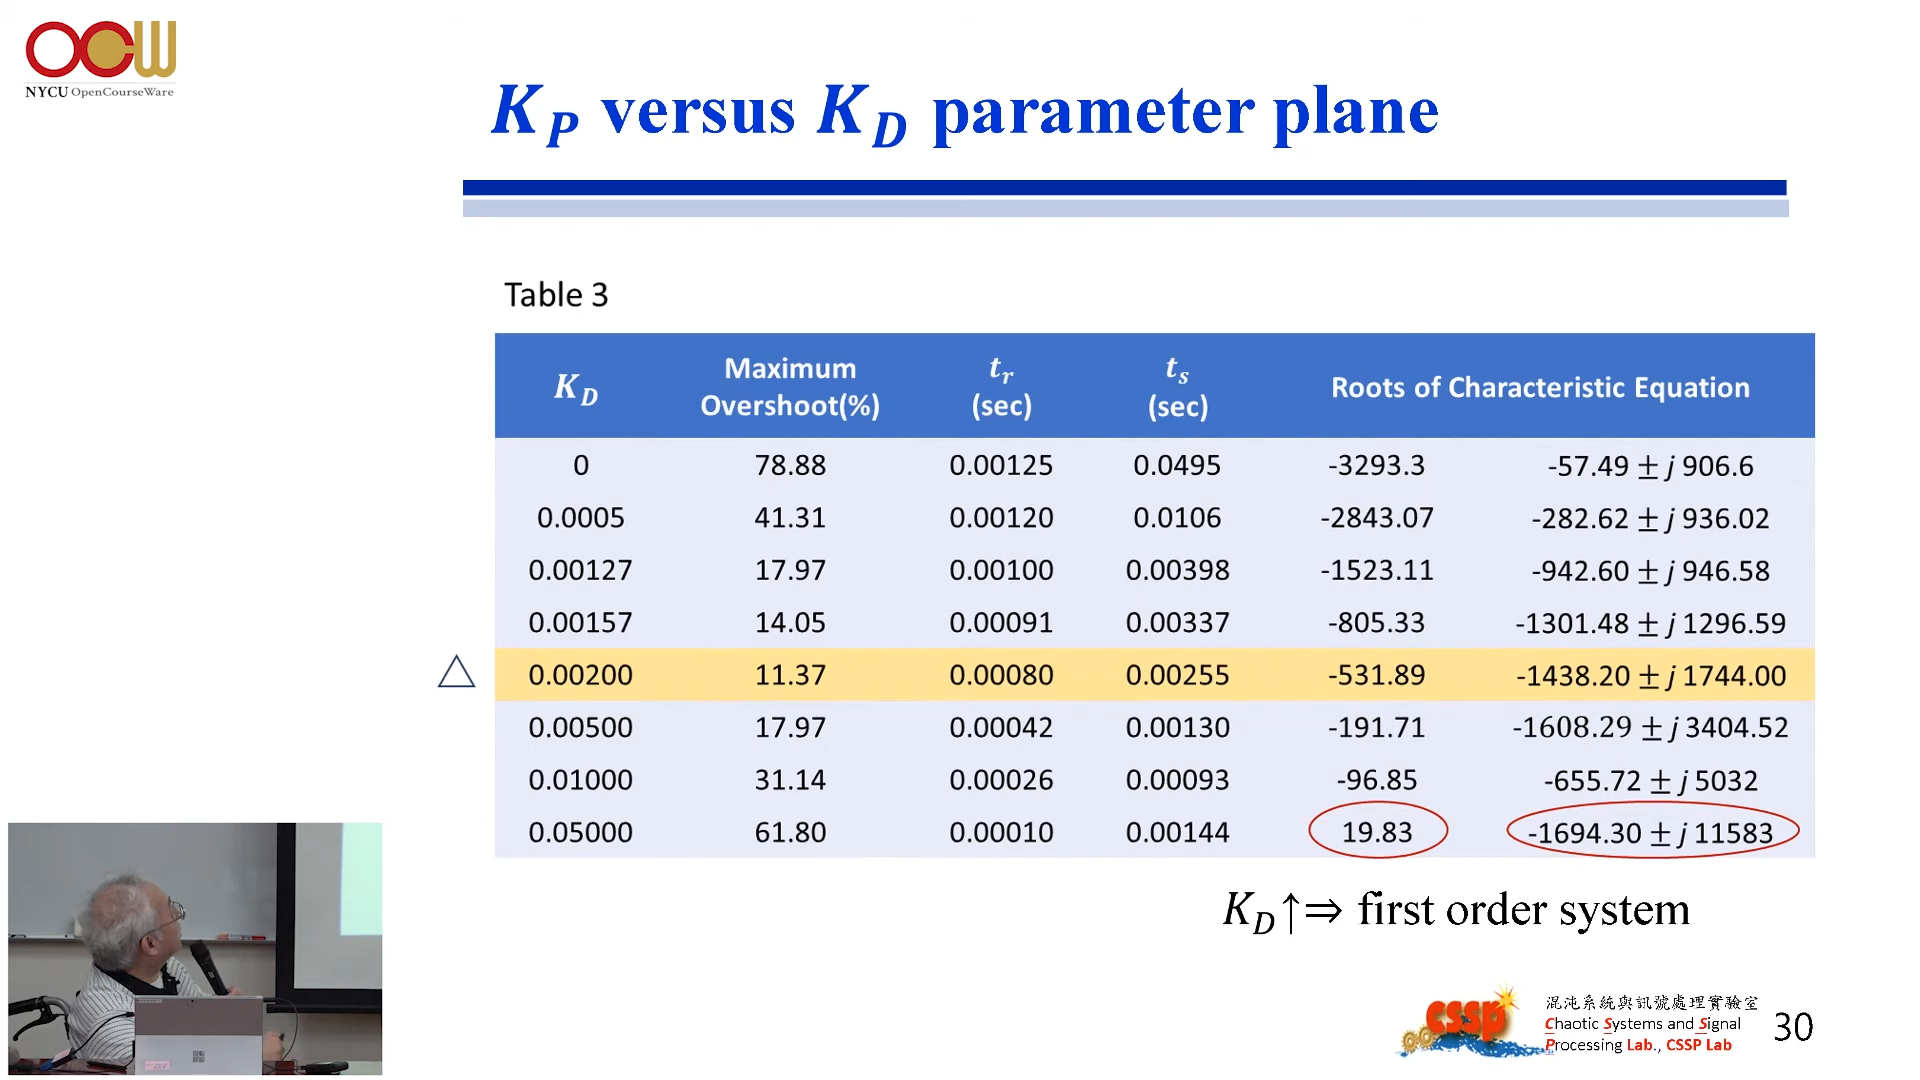 OCW
NYCU OpenCourseWare
K_P versus K_D parameter plane
Table 3
K_D Maximum Overshoot(%) t_r (sec) t_s (sec) Roots of Characteristic Equation
0 78.88 0.00125 0.0495 -3293.3 -57.49 ± j 906.6
0.0005 41.31 0.00120 0.0106 -2843.07 -282.62 ± j 936.02
0.00127 17.97 0.00100 0.00398 -1523.11 -942.60 ± j 946.58
0.00157 14.05 0.00091 0.00337 -805.33 -1301.48 ± j 1296.59
△ 0.00200 11.37 0.00080 0.00255 -531.89 -1438.20 ± j 1744.00
0.00500 17.97 0.00042 0.00130 -191.71 -1608.29 ± j 3404.52
0.01000 31.14 0.00026 0.00093 -96.85 -655.72 ± j 5032
0.05000 61.80 0.00010 0.00144 19.83 -1694.30 ± j 11583
K_D ↑⇒ first order system
CSSP
混沌系統與訊號處理實驗室
Chaotic Systems and Signal
Processing Lab., CSSP Lab
30